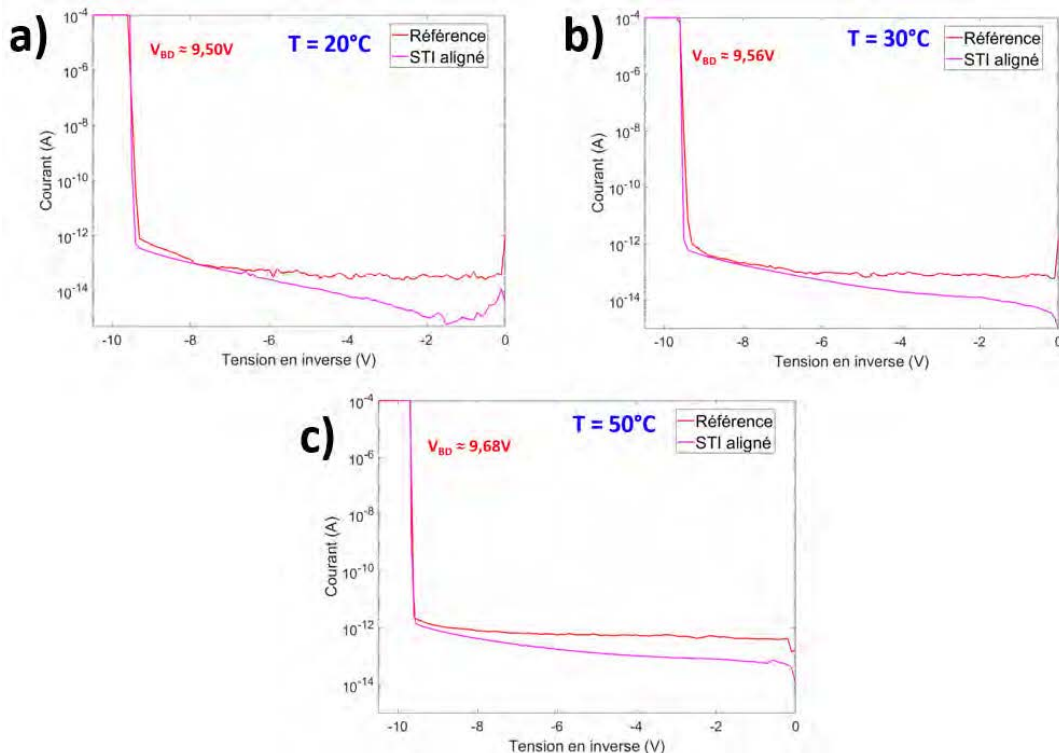 a)
T = 20°C
V_BD ≈ 9,50V
Référence
STI aligné
10^-4
10^-6
10^-8
10^-10
10^-12
10^-14
Courant (A)
-10
-8
-6
-4
-2
0
Tension en inverse (V)
b)
T = 30°C
V_BD ≈ 9,56V
Référence
STI aligné
10^-4
10^-6
10^-8
10^-10
10^-12
10^-14
Courant (A)
-10
-8
-6
-4
-2
0
Tension en inverse (V)
c)
T = 50°C
V_BD ≈ 9,68V
Référence
STI aligné
10^-4
10^-6
10^-8
10^-10
10^-12
10^-14
Courant (A)
-10
-8
-6
-4
-2
0
Tension en inverse (V)